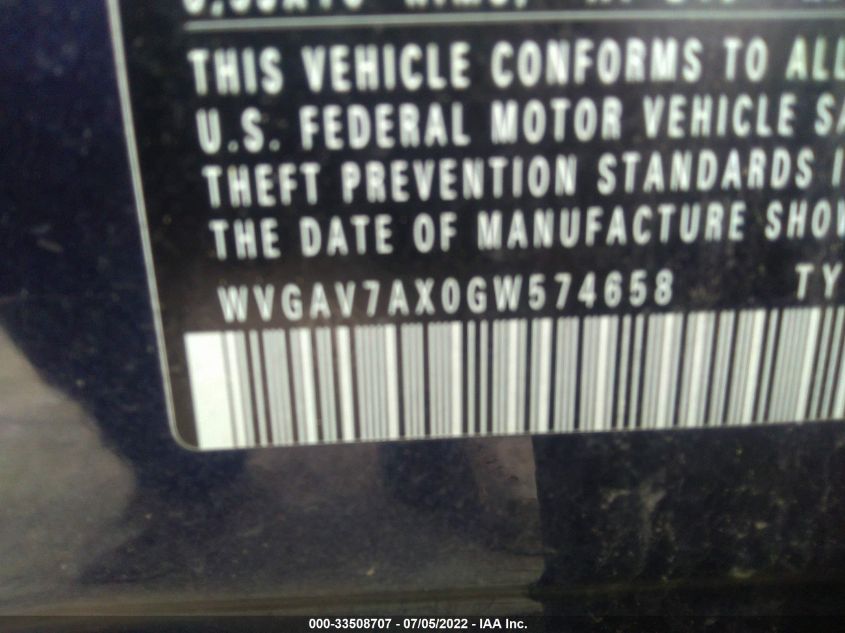 THIS VEHICLE CONFORMS TO ALL
U.S. FEDERAL MOTOR VEHICLE SA
THEFT PREVENTION STANDARDS I
THE DATE OF MANUFACTURE SHOW
WVGAV7AX0GW574658 TY
000-33508707 - 07/05/2022 - IAA Inc.